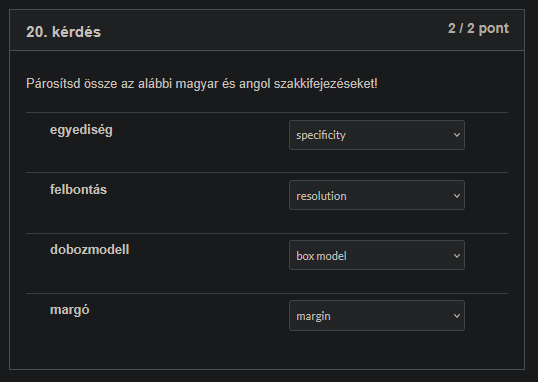 20. kérdés
2 / 2 pont
Párosítsd össze az alábbi magyar és angol szakkifejezéseket!
egyediség
specificity
felbontás
resolution
dobozmodell
box model
margó
margin